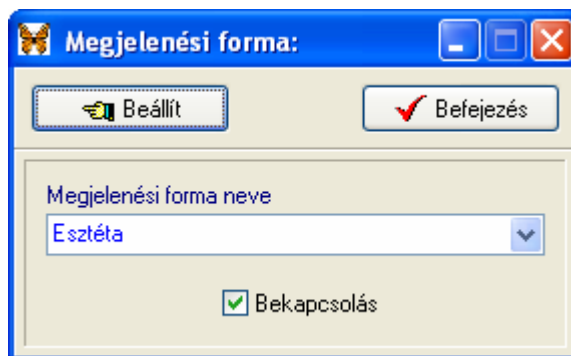 Megjelenési forma:
Beállít
Befejezés
Megjelenési forma neve
Esztéta
Bekapcsolás